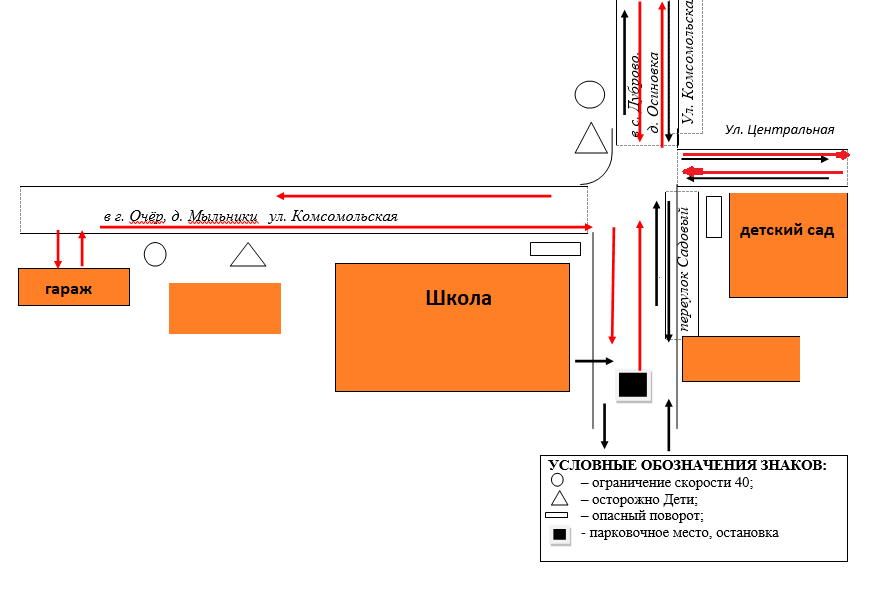 в с. Дуброво,
д. Осиновка
Ул. Комсомольска
Ул. Центральная
в г. Очёр, д. Мыльники ул. Комсомольская
переулок Садовый
детский сад
гараж
Школа
УСЛОВНЫЕ ОБОЗНАЧЕНИЯ ЗНАКОВ:
– ограничение скорости 40;
– осторожно Дети;
– опасный поворот;
- парковочное место, остановка